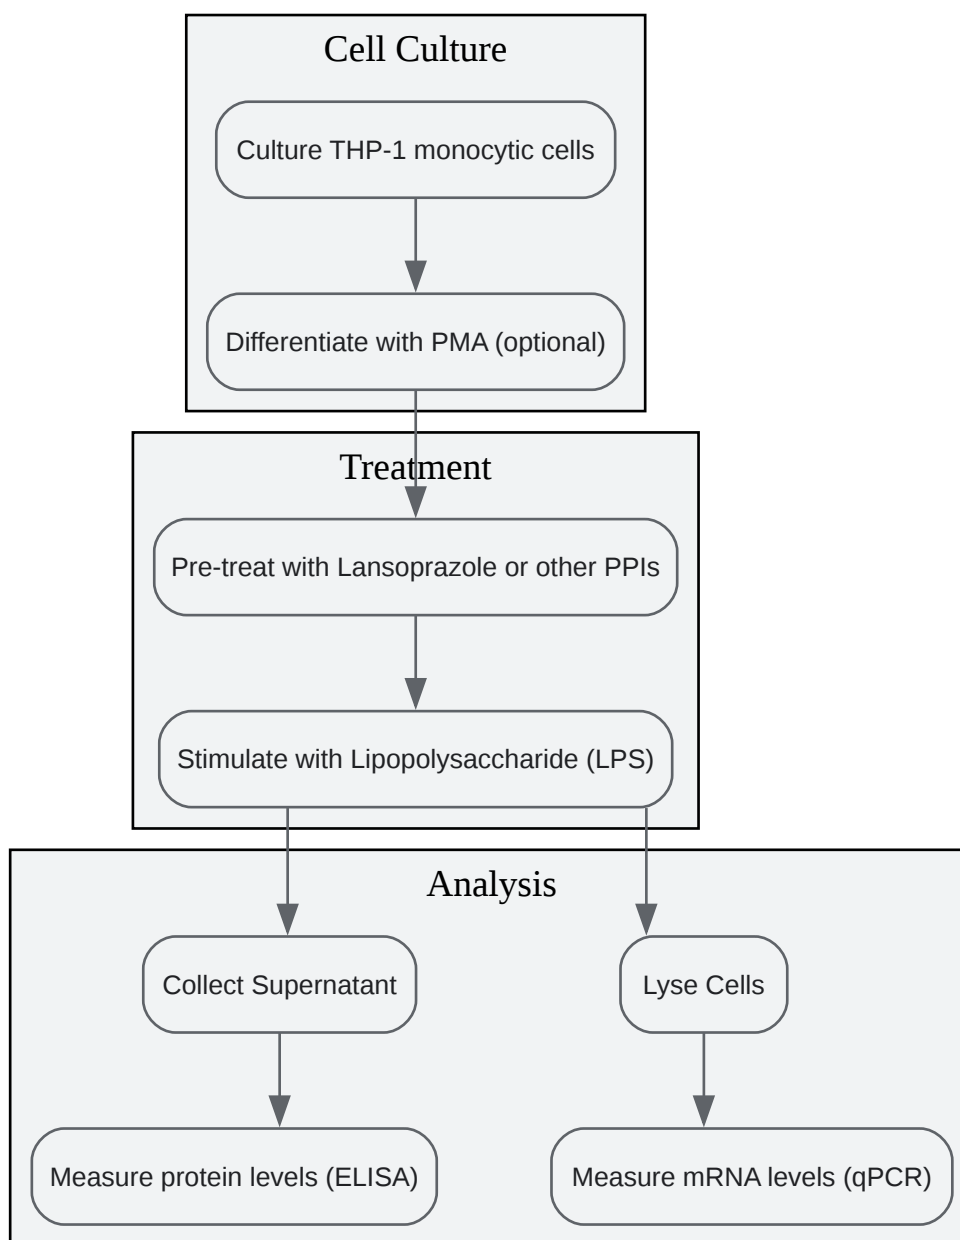 Cell Culture
Culture THP-1 monocytic cells
Differentiate with PMA (optional)
Treatment
Pre-treat with Lansoprazole or other PPIs
Stimulate with Lipopolysaccharide (LPS)
Analysis
Collect Supernatant
Lyse Cells
Measure protein levels (ELISA)
Measure mRNA levels (qPCR)